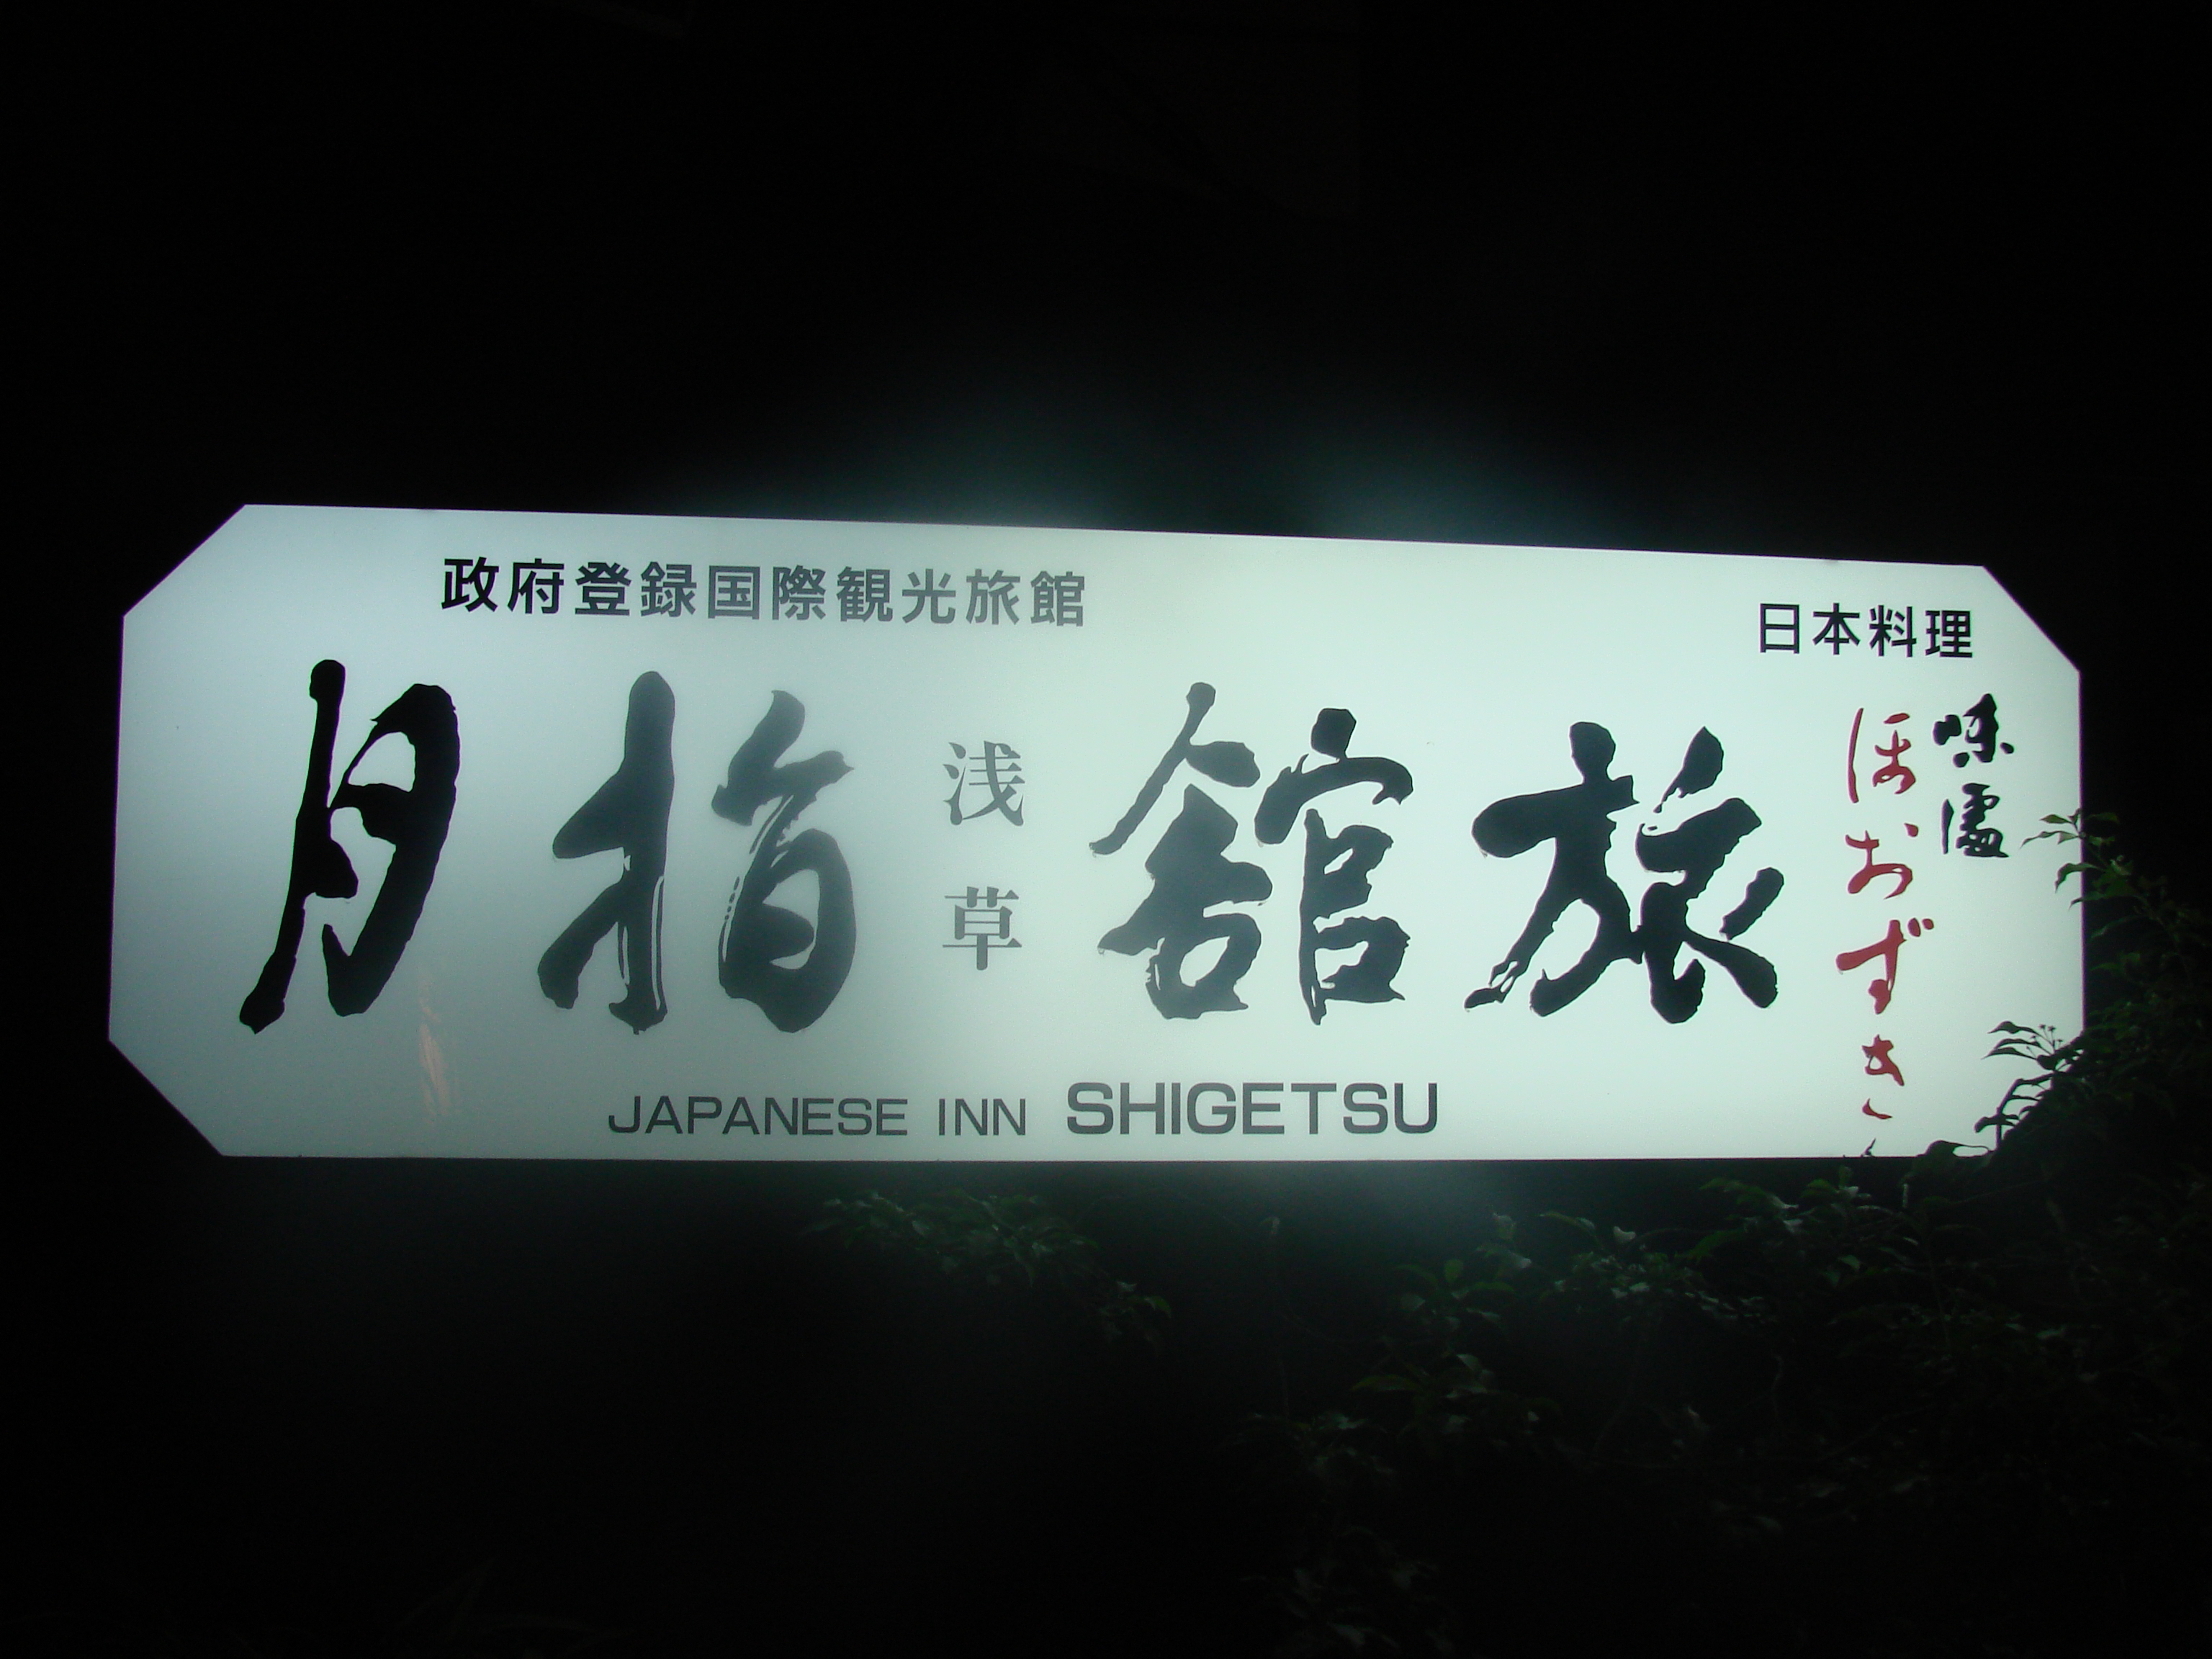 政府登録国際観光旅館
日本料理
旅館
浅草
指月
味濡
ほおずき
JAPANESE INN SHIGETSU